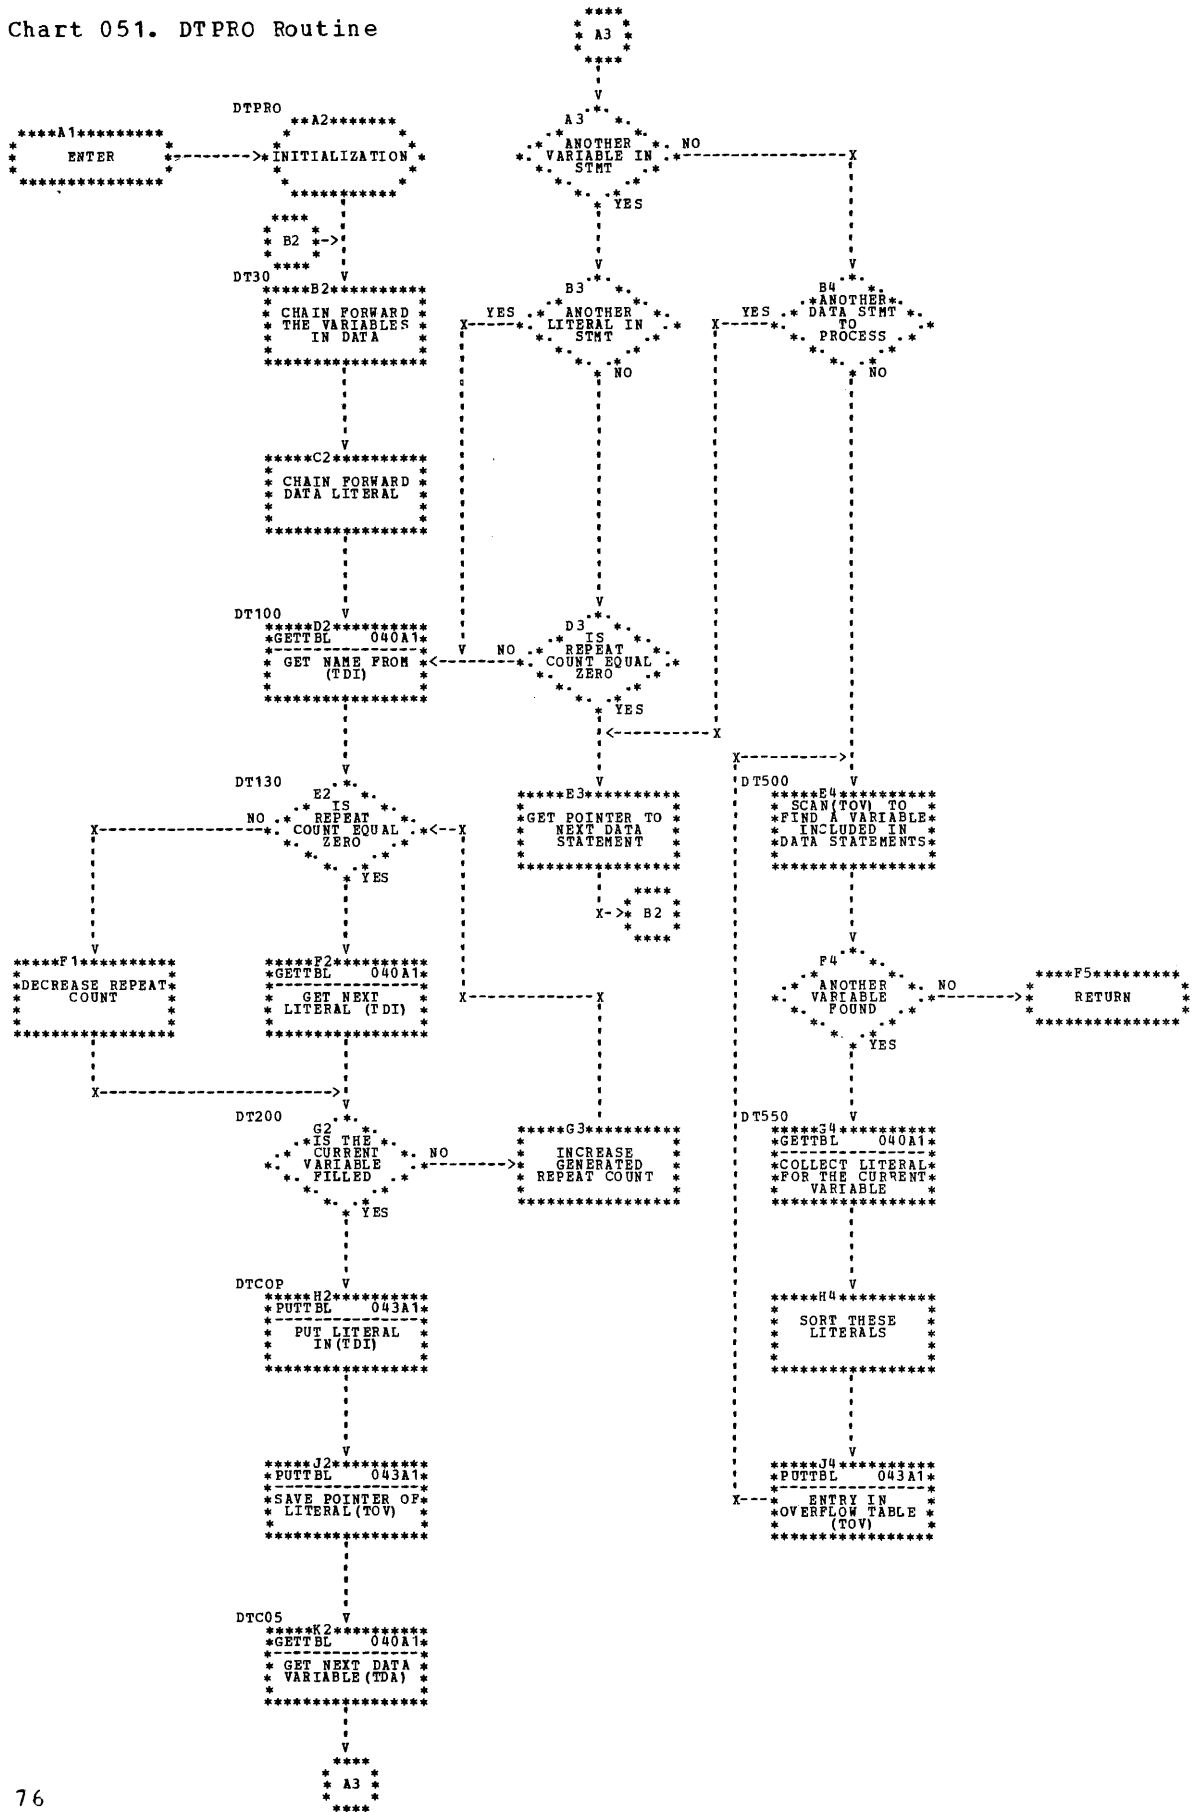 Chart 051. DTPRO Routine
A3
DTPRO
A1
ENTER
A2
INITIALIZATION
A3
ANOTHER
VARIABLE IN
STMT
NO
YES
B2
DT30
B2
CHAIN FORWARD
THE VARIABLES
IN DATA
B3
ANOTHER
LITERAL IN
STMT
YES
NO
B4
ANOTHER
DATA STMT
TO
PROCESS
YES
NO
C2
CHAIN FORWARD
DATA LITERAL
DT100
D2
GETTBL 040A1
GET NAME FROM
(TDI)
D3
IS
REPEAT
COUNT EQUAL
ZERO
NO
YES
DT130
E2
IS
REPEAT
COUNT EQUAL
ZERO
NO
YES
E3
GET POINTER TO
NEXT DATA
STATEMENT
B2
DT500
E4
SCAN(TOV) TO
FIND A VARIABLE
INCLUDED IN
DATA STATEMENTS
F1
DECREASE REPEAT
COUNT
F2
GETTBL 040A1
GET NEXT
LITERAL (TDI)
F4
ANOTHER
VARIABLE
FOUND
NO
YES
F5
RETURN
DT200
G2
IS THE
CURRENT
VARIABLE
FILLED
NO
YES
G3
INCREASE
GENERATED
REPEAT COUNT
DT550
G4
GETTBL 040A1
COLLECT LITERAL
FOR THE CURRENT
VARIABLE
DTCOP
H2
PUTTBL 043A1
PUT LITERAL
IN(TDI)
H4
SORT THESE
LITERALS
J2
PUTTBL 043A1
SAVE POINTER OF
LITERAL(TOV)
J4
PUTTBL 043A1
ENTRY IN
OVERFLOW TABLE
(TOV)
DTC05
K2
GETTBL 040A1
GET NEXT DATA
VARIABLE(TDA)
A3
76